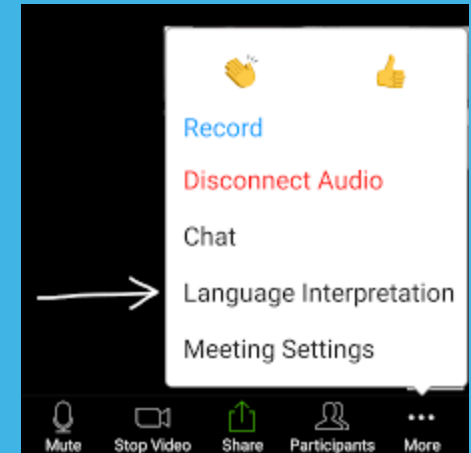 Record
Disconnect Audio
Chat
Language Interpretation
Meeting Settings
Mute Stop Video Share Participants More